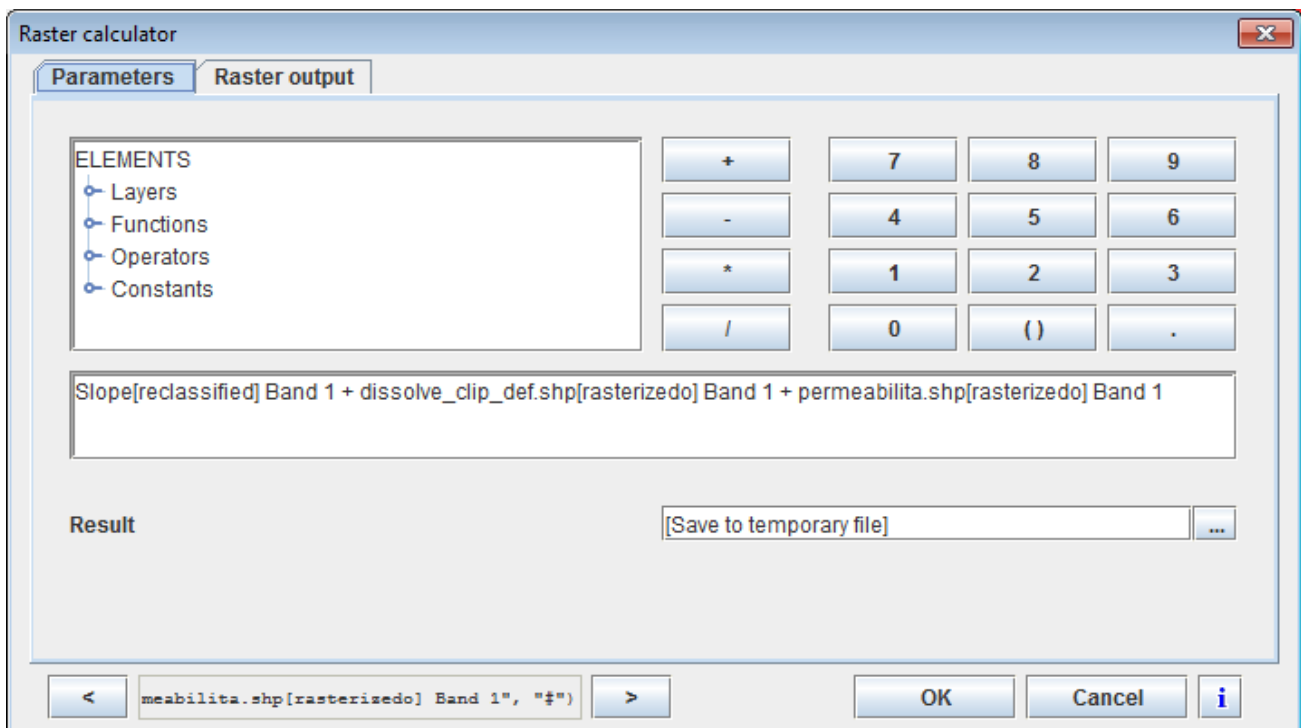 Raster calculator
Parameters Raster output
ELEMENTS + 7 8 9
Layers
Functions - 4 5 6
Operators
Constants * 1 2 3
/ 0 ( ) .
Slope[reclassified] Band 1 + dissolve_clip_def.shp[rasterizedo] Band 1 + permeabilita.shp[rasterizedo] Band 1
Result [Save to temporary file] ...
< meabilita.shp[rasterizedo] Band 1", "‡") > OK Cancel i